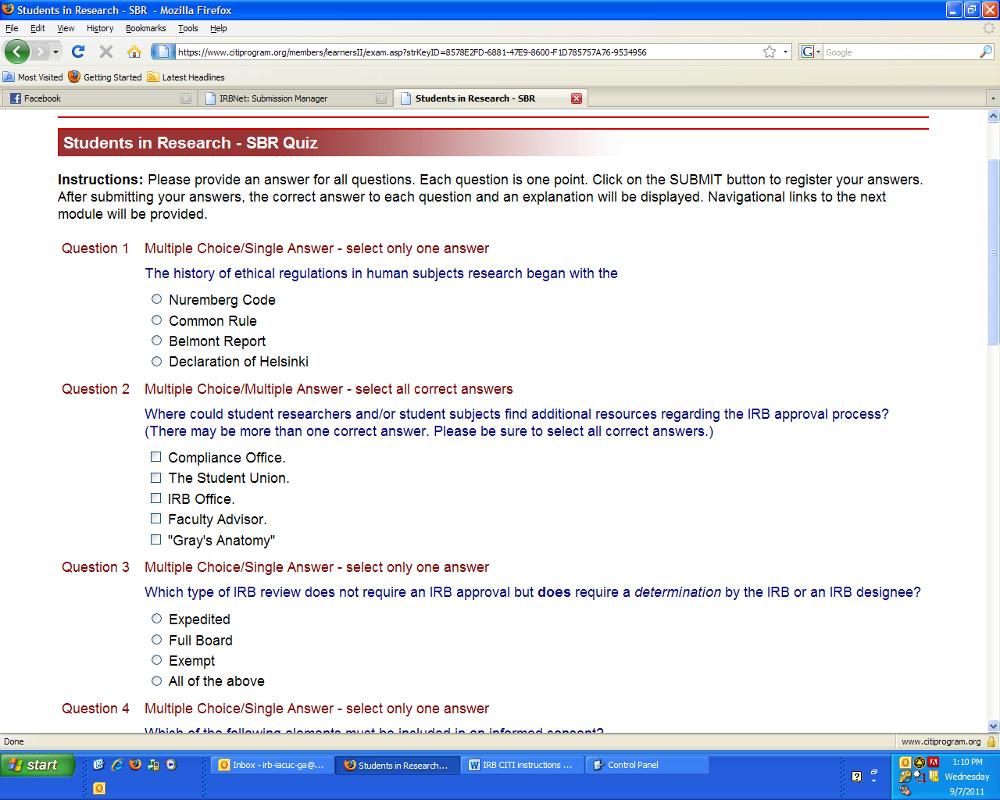 Students in Research - SBR - Mozilla Firefox
File Edit View History Bookmarks Tools Help
https://www.citiprogram.org/members/learnersII/exam.asp?strKeyID=8578E2FD-6881-47E9-8600-F1D785757A76-9534956
G Google
Most Visited Getting Started Latest Headlines
Facebook IRBNet: Submission Manager Students in Research - SBR
Students in Research - SBR Quiz
Instructions: Please provide an answer for all questions. Each question is one point. Click on the SUBMIT button to register your answers.
After submitting your answers, the correct answer to each question and an explanation will be displayed. Navigational links to the next
module will be provided.
Question 1 Multiple Choice/Single Answer - select only one answer
The history of ethical regulations in human subjects research began with the
Nuremberg Code
Common Rule
Belmont Report
Declaration of Helsinki
Question 2 Multiple Choice/Multiple Answer - select all correct answers
Where could student researchers and/or student subjects find additional resources regarding the IRB approval process?
(There may be more than one correct answer. Please be sure to select all correct answers.)
Compliance Office.
The Student Union.
IRB Office.
Faculty Advisor.
"Gray's Anatomy"
Question 3 Multiple Choice/Single Answer - select only one answer
Which type of IRB review does not require an IRB approval but does require a determination by the IRB or an IRB designee?
Expedited
Full Board
Exempt
All of the above
Question 4 Multiple Choice/Single Answer - select only one answer
Which of the following elements must be included in an informed consent?
Done www.citiprogram.org
start Inbox - irb-iacuc-ga@... Students in Research... IRB CITI instructions ... Control Panel 1:10 PM
Wednesday
9/7/2011